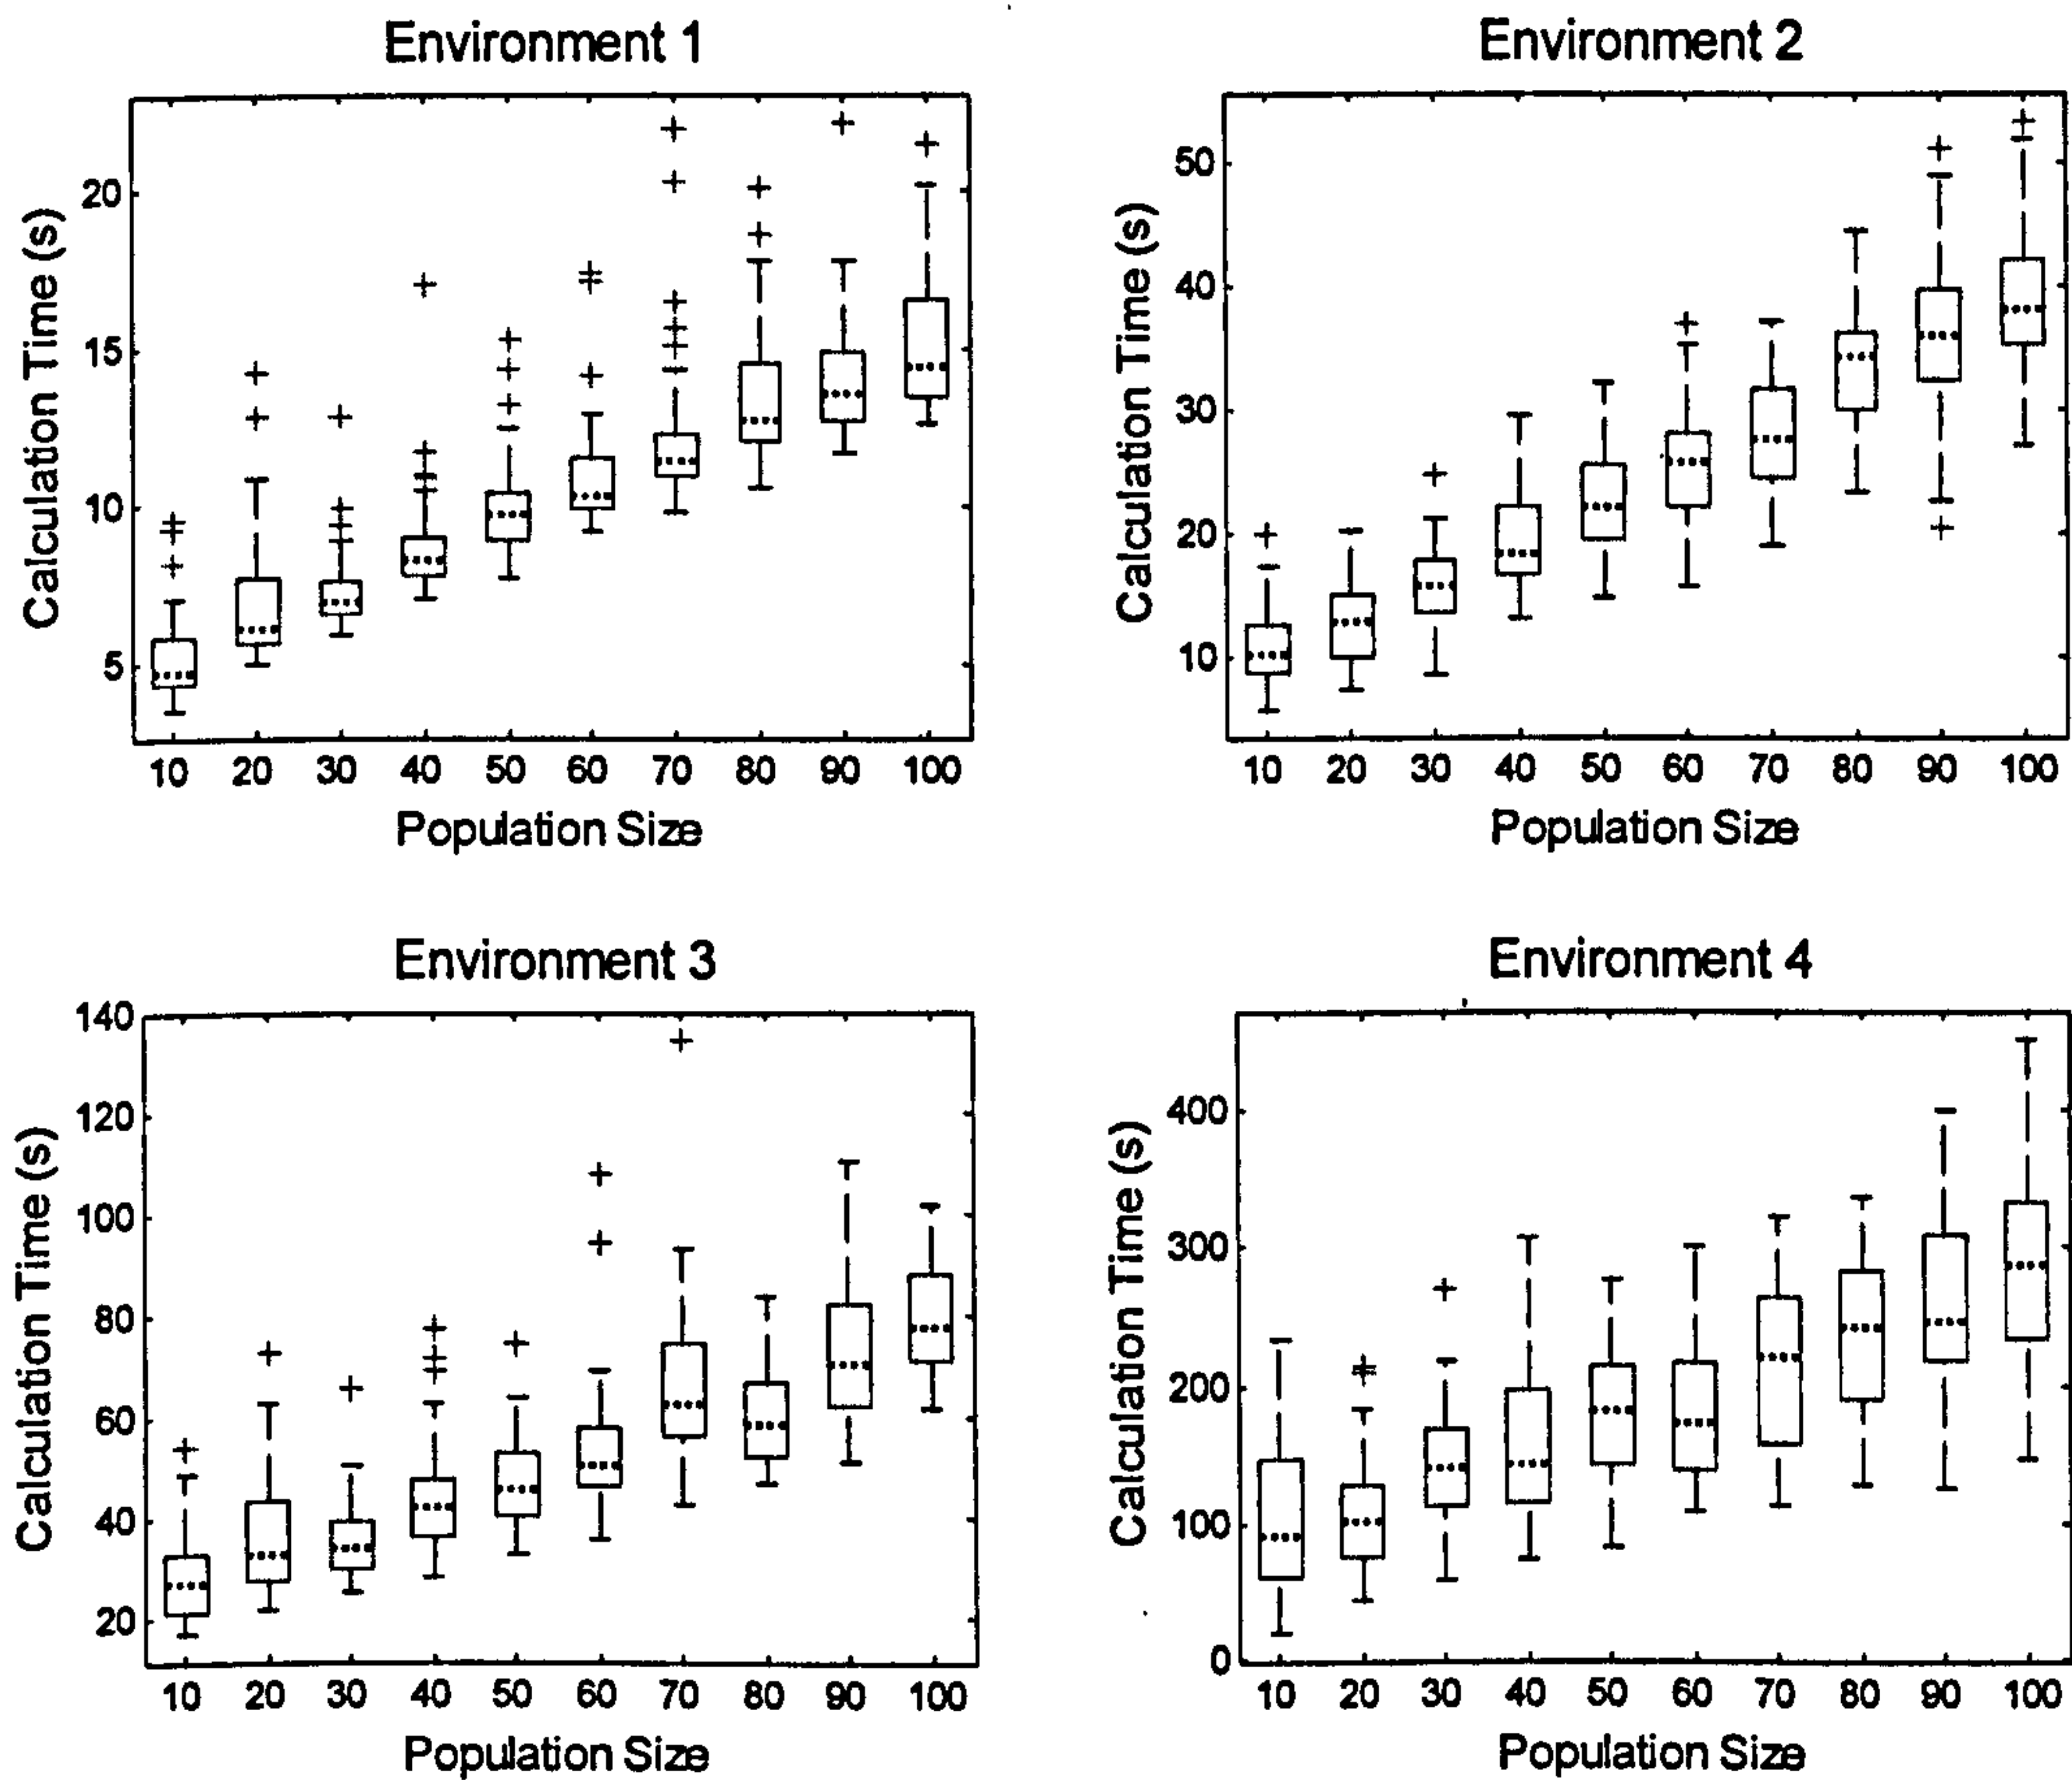 Environment 1
Calculation Time (s)
20
15
10
5
10 20 30 40 50 60 70 80 90 100
Population Size
Environment 2
Calculation Time (s)
50
40
30
20
10
10 20 30 40 50 60 70 80 90 100
Population Size
Environment 3
Calculation Time (s)
140
120
100
80
60
40
20
10 20 30 40 50 60 70 80 90 100
Population Size
Environment 4
Calculation Time (s)
400
300
200
100
0
10 20 30 40 50 60 70 80 90 100
Population Size